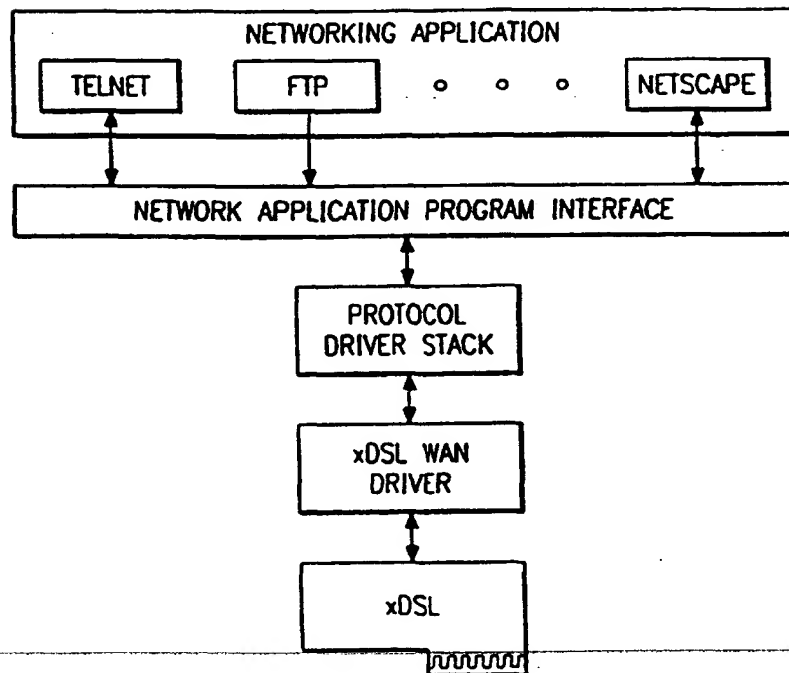 NETWORKING APPLICATION
TELNET
FTP
NETSCAPE
NETWORK APPLICATION PROGRAM INTERFACE
PROTOCOL
DRIVER STACK
xDSL WAN
DRIVER
xDSL